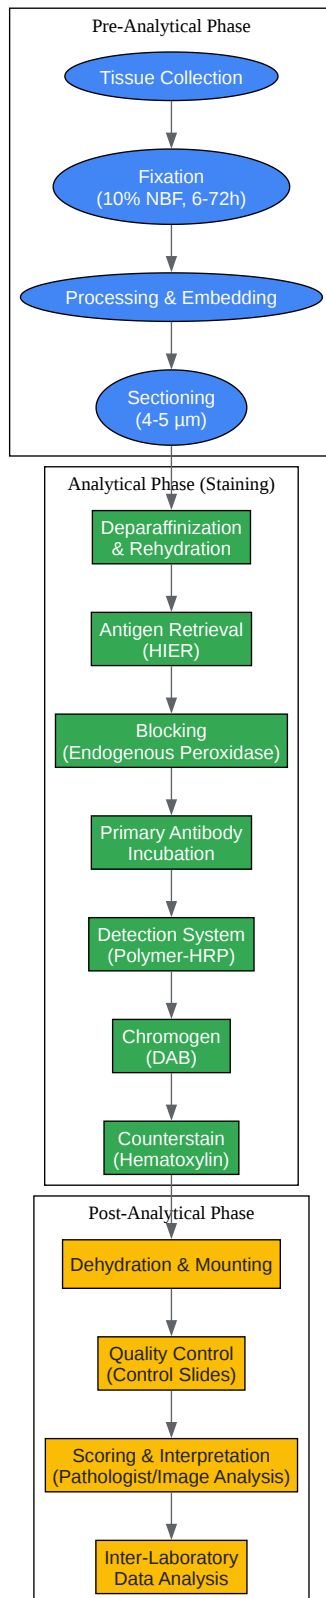 Pre-Analytical Phase
Tissue Collection
Fixation
(10% NBF, 6-72h)
Processing & Embedding
Sectioning
(4-5 µm)
Analytical Phase (Staining)
Deparaffinization
& Rehydration
Antigen Retrieval
(HIER)
Blocking
(Endogenous Peroxidase)
Primary Antibody
Incubation
Detection System
(Polymer-HRP)
Chromogen
(DAB)
Counterstain
(Hematoxylin)
Post-Analytical Phase
Dehydration & Mounting
Quality Control
(Control Slides)
Scoring & Interpretation
(Pathologist/Image Analysis)
Inter-Laboratory
Data Analysis